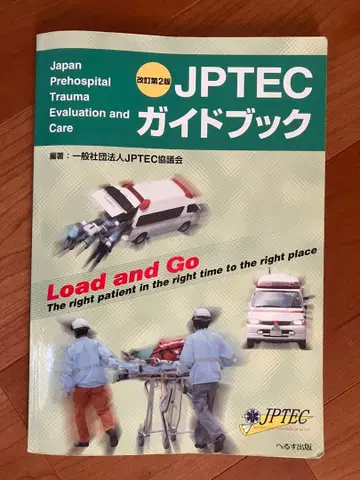 Japan
Prehospital
Trauma
Evaluation and
Care
改訂第2版
JPTEC
ガイドブック
編著：一般社団法人JPTEC協議会
Load and Go
The right patient in the right time to the right place
JPTEC
へるす出版